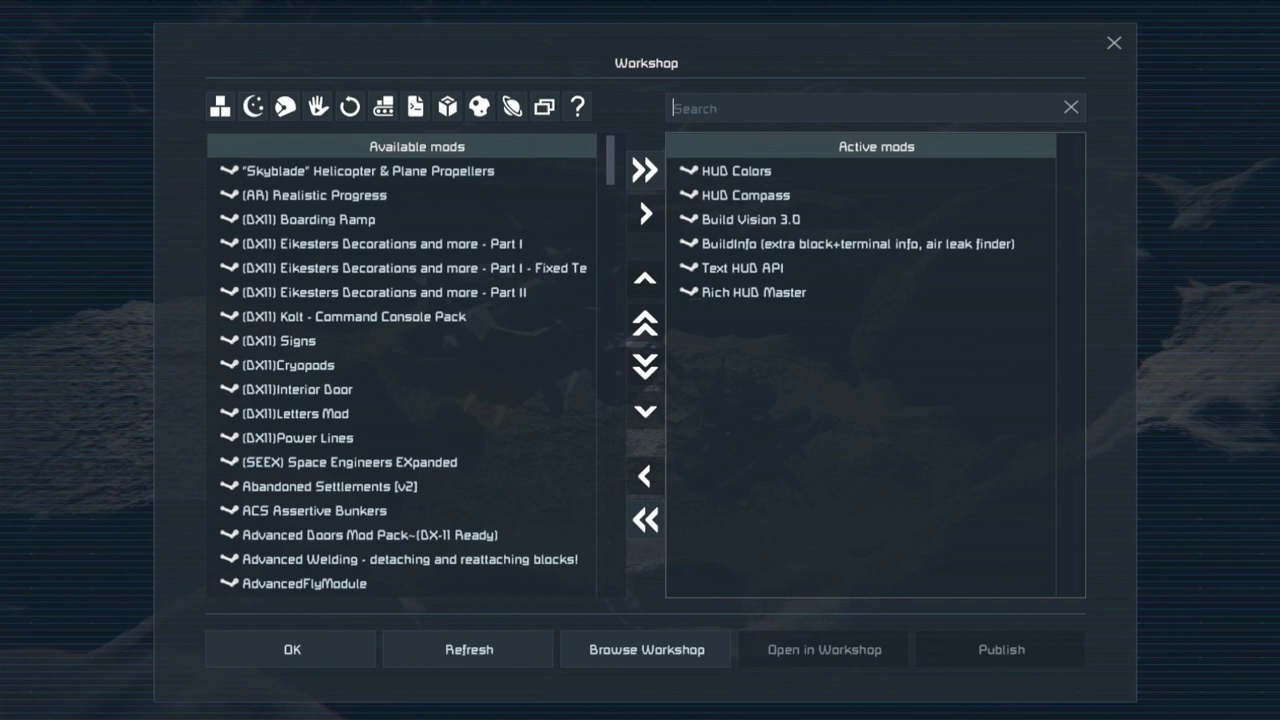 Workshop
?
Search
Available mods
"Skyblade" Helicopter & Plane Propellers
(AR) Realistic Progress
(DX11) Boarding Ramp
(DX11) Eikesters Decorations and more - Part I
(DX11) Eikesters Decorations and more - Part I - Fixed Te
(DX11) Eikesters Decorations and more - Part II
(DX11) Kolt - Command Console Pack
(DX11) Signs
(DX11)Cryopods
(DX11)Interior Door
(DX11)Letters Mod
(DX11)Power Lines
(SEEX) Space Engineers EXpanded
Abandoned Settlements [v2]
ACS Assertive Bunkers
Advanced Doors Mod Pack~(DX-11 Ready)
Advanced Welding - detaching and reattaching blocks!
AdvancedFlyModule
Active mods
HUD Colors
HUD Compass
Build Vision 3.0
BuildInfo (extra block+terminal info, air leak finder)
Text HUD API
Rich HUD Master
OK
Refresh
Browse Workshop
Open in Workshop
Publish